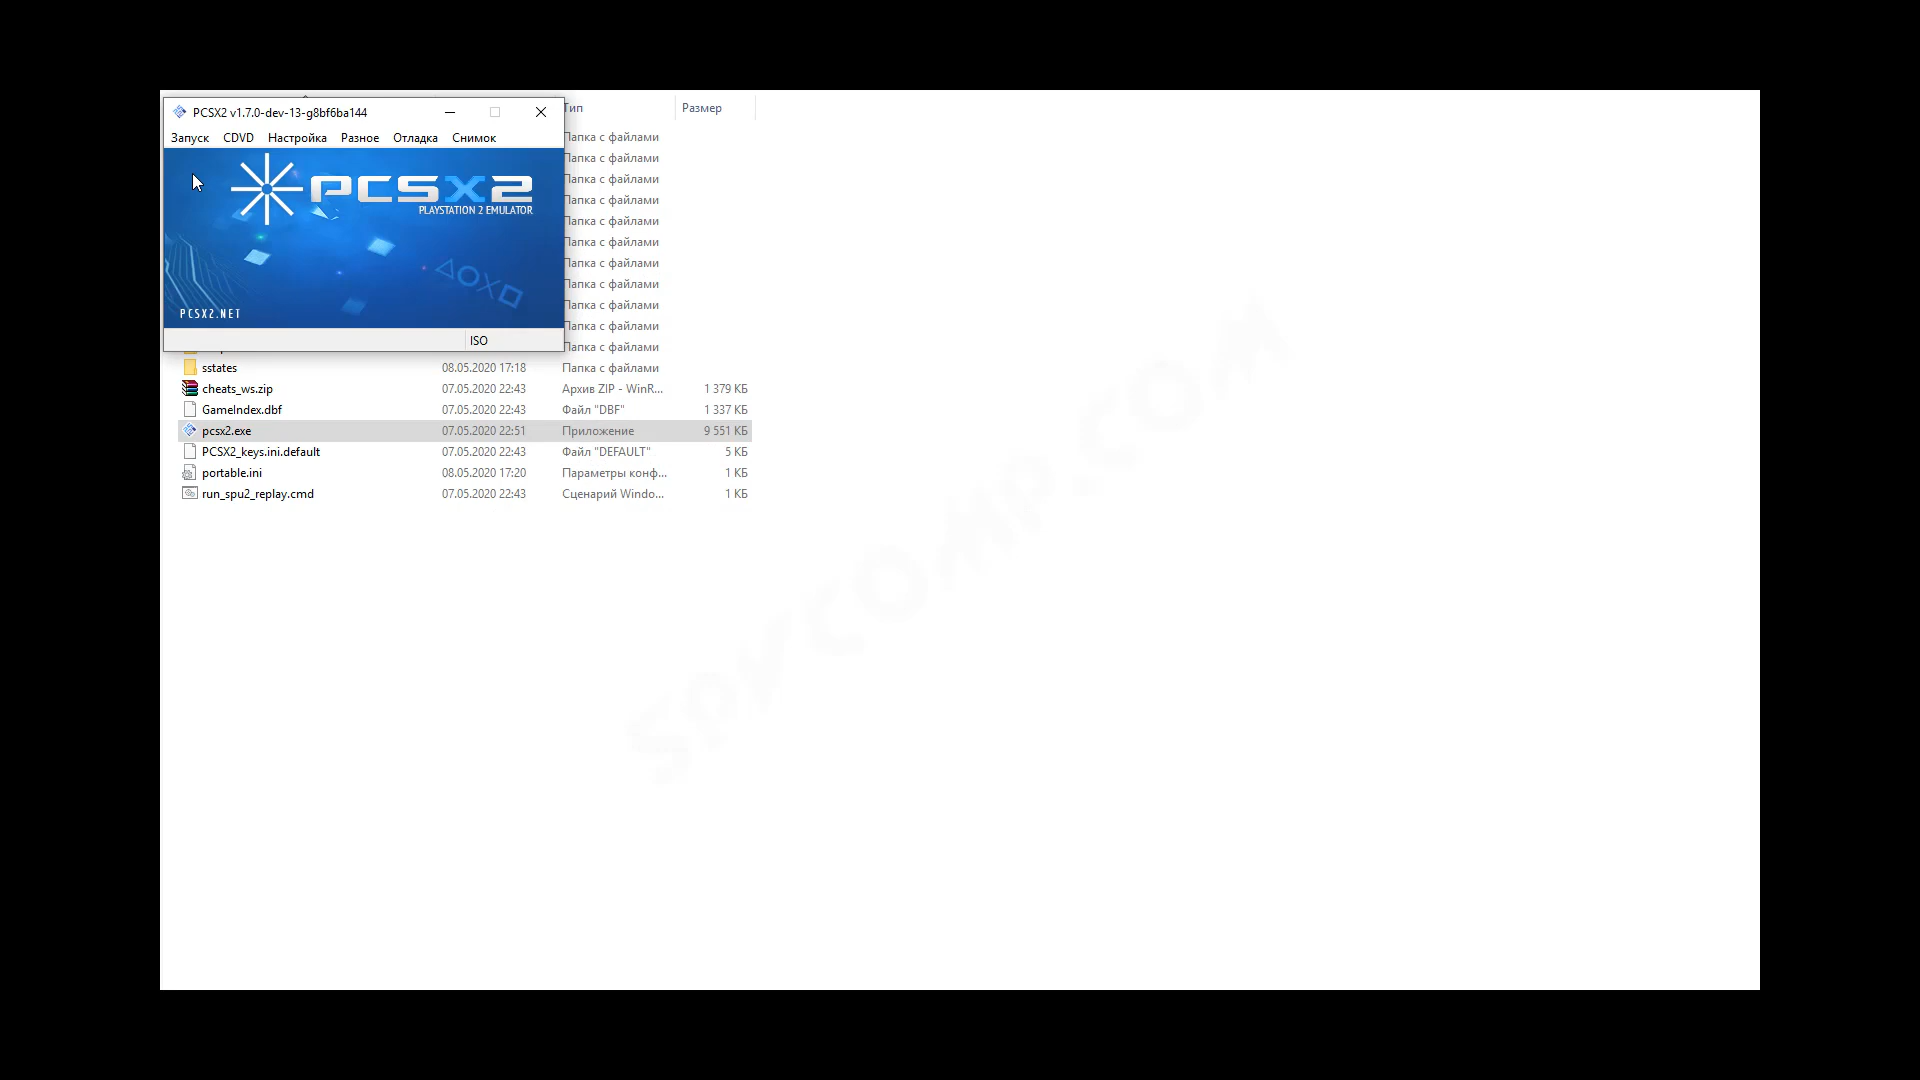 PCSX2 v1.7.0-dev-13-g8bf6ba144
Тип Размер
Запуск CDVD Настройка Разное Отладка Снимок
Папка с файлами
Папка с файлами
Папка с файлами
PCSX2
PLAYSTATION 2 EMULATOR
Папка с файлами
Папка с файлами
Папка с файлами
Папка с файлами
Папка с файлами
Папка с файлами
PCSX2.NET
Папка с файлами
ISO
Папка с файлами
sstates 08.05.2020 17:18 Папка с файлами
cheats_ws.zip 07.05.2020 22:43 Архив ZIP - WinR... 1 379 КБ
GameIndex.dbf 07.05.2020 22:43 Файл "DBF" 1 337 КБ
pcsx2.exe 07.05.2020 22:51 Приложение 9 551 КБ
PCSX2_keys.ini.default 07.05.2020 22:43 Файл "DEFAULT" 5 КБ
portable.ini 08.05.2020 17:20 Параметры конф... 1 КБ
run_spu2_replay.cmd 07.05.2020 22:43 Сценарий Windo... 1 КБ